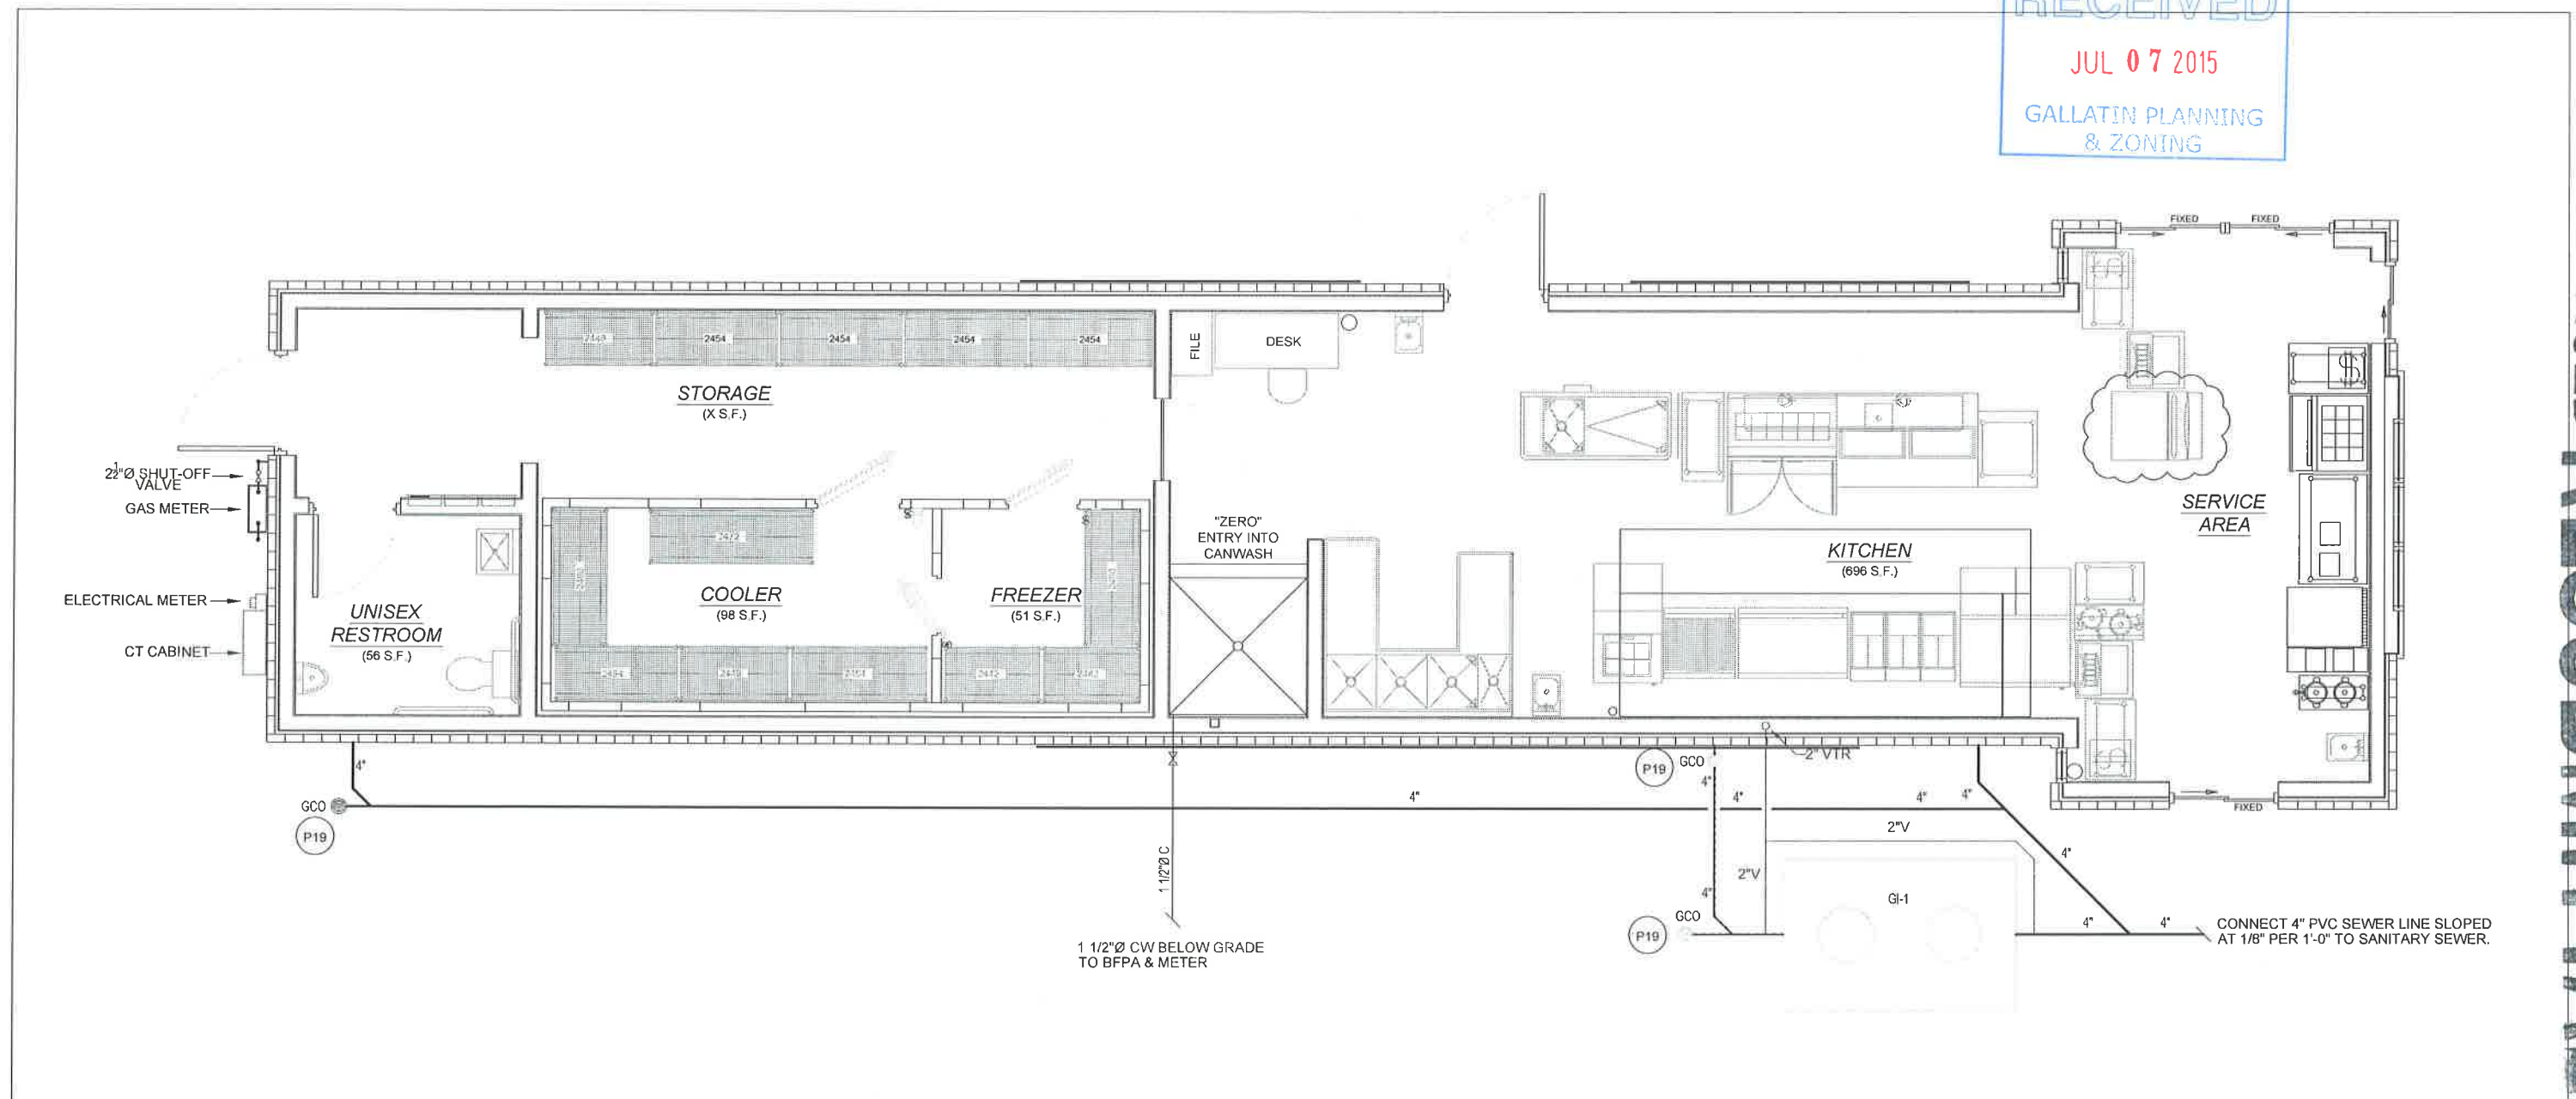 RECEIVED
JUL 07 2015
GALLATIN PLANNING
& ZONING
FIXED
FIXED
2454
2454
2454
2454
FILE
DESK
STORAGE
(X S.F.)
2½"Ø SHUT-OFF
VALVE
GAS METER
ELECTRICAL METER
CT CABINET
UNISEX
RESTROOM
(56 S.F.)
2472
COOLER
(98 S.F.)
FREEZER
(51 S.F.)
"ZERO"
ENTRY INTO
CANWASH
KITCHEN
(696 S.F.)
SERVICE
AREA
FIXED
4"
GCO
P19
4"
P19
GCO
2" VTR
4"
4"
4"
4"
2"V
4"
1 1/2"Ø C
2"V
4"
GCO
P19
GI-1
4"
4"
CONNECT 4" PVC SEWER LINE SLOPED
AT 1/8" PER 1'-0" TO SANITARY SEWER.
1 1/2"Ø CW BELOW GRADE
TO BFPA & METER